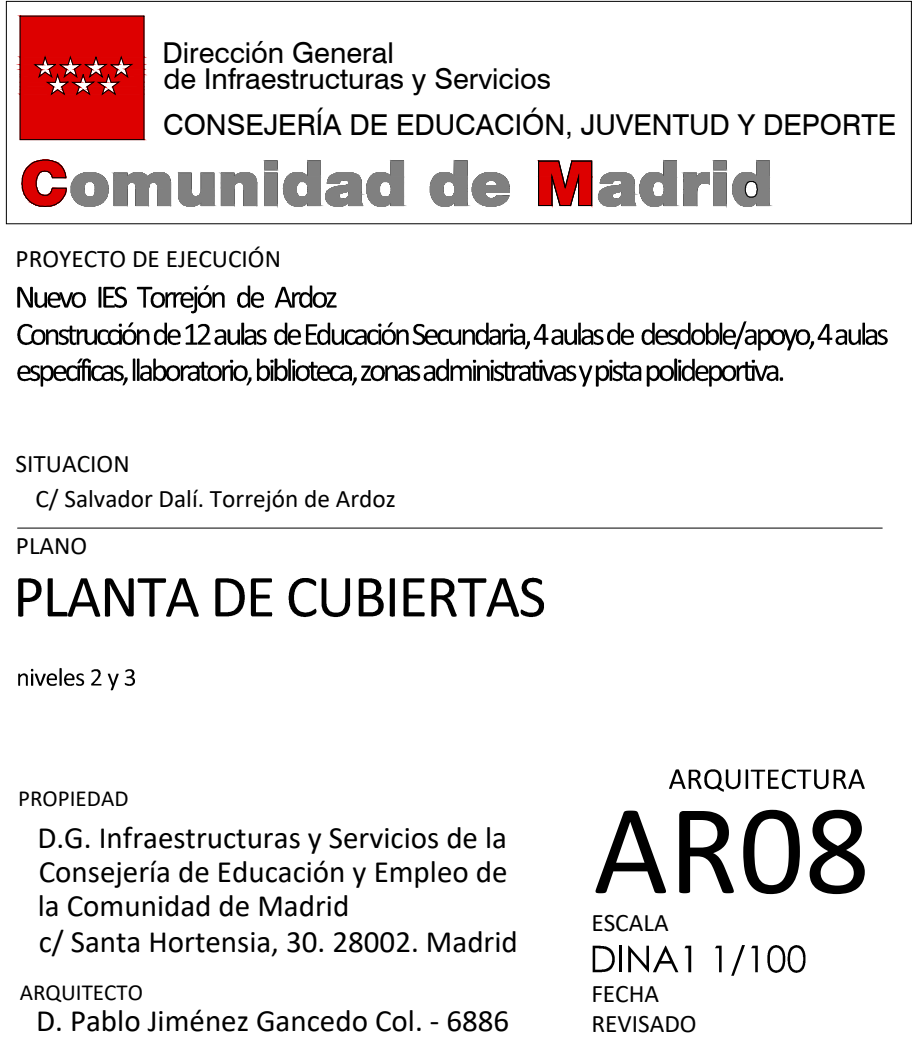 Dirección General
de Infraestructuras y Servicios
CONSEJERÍA DE EDUCACIÓN, JUVENTUD Y DEPORTE
Comunidad de Madrid
PROYECTO DE EJECUCIÓN
Nuevo IES Torrejón de Ardoz
Construcción de 12 aulas de Educación Secundaria, 4 aulas de desdoble/apoyo, 4 aulas
específicas, llaboratorio, biblioteca, zonas administrativas y pista polideportiva.
SITUACION
C/ Salvador Dalí. Torrejón de Ardoz
PLANO
PLANTA DE CUBIERTAS
niveles 2 y 3
PROPIEDAD
D.G. Infraestructuras y Servicios de la
Consejería de Educación y Empleo de
la Comunidad de Madrid
c/ Santa Hortensia, 30. 28002. Madrid
ARQUITECTO
D. Pablo Jiménez Gancedo Col. - 6886
ARQUITECTURA
AR08
ESCALA
DINA1 1/100
FECHA
REVISADO